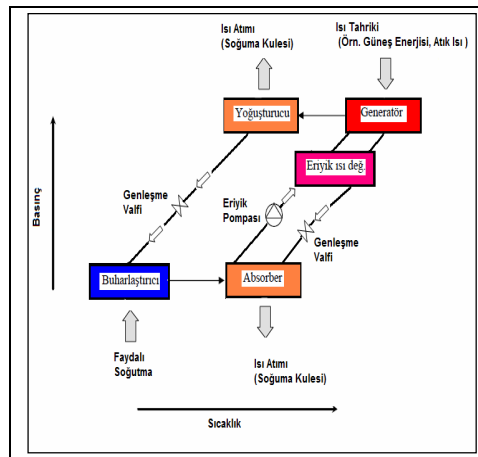 Isı Atımı
(Soğuma Kulesi)
Isı Tahriki
(Örn. Güneş Enerjisi, Atık Isı )
Yoğuşturucu
Generatör
Eriyik ısı değ
Basınç
Genleşme
Valfi
Eriyik
Pompası
Genleşme
Valfi
Buharlaştırıcı
Absorber
Faydalı
Soğutma
Isı Atımı
(Soğuma Kulesi)
Sıcaklık